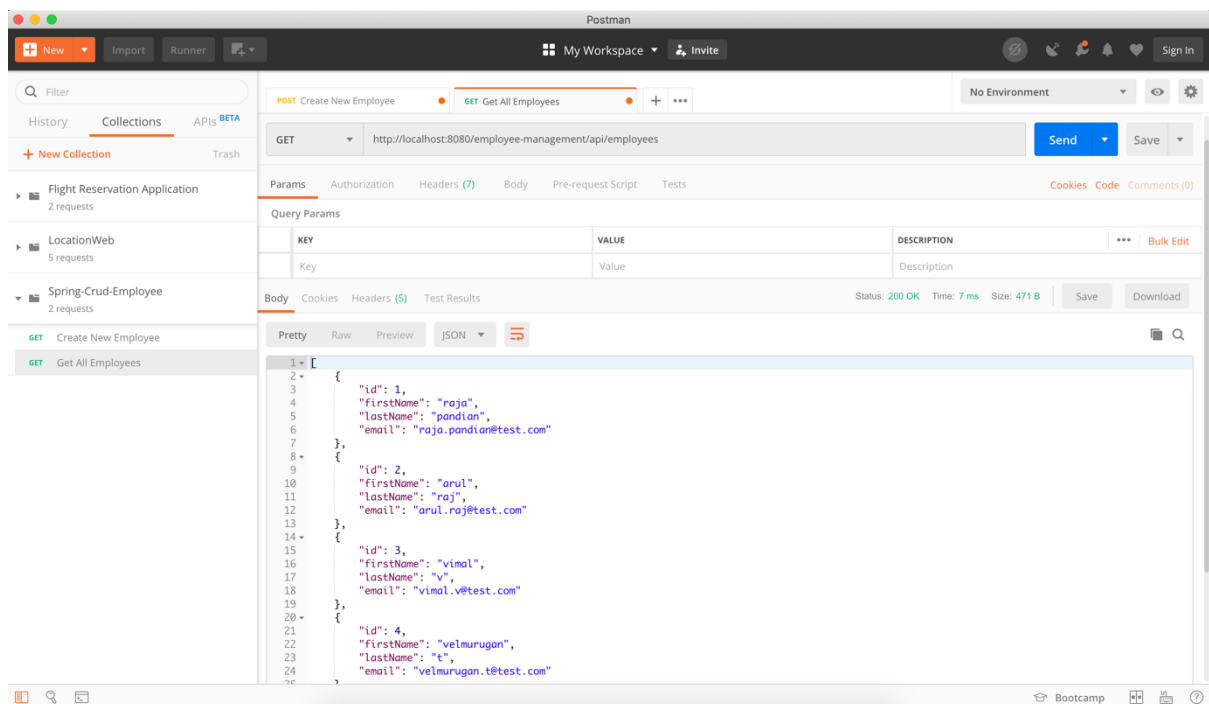 Postman
New Import Runner My Workspace Invite Sign In
Filter
History Collections APIs BETA
+ New Collection Trash
Flight Reservation Application
2 requests
LocationWeb
5 requests
Spring-Crud-Employee
2 requests
GET Create New Employee
GET Get All Employees
POST Create New Employee GET Get All Employees + ••• No Environment
GET http://localhost:8080/employee-management/api/employees Send Save
Params Authorization Headers (7) Body Pre-request Script Tests Cookies Code Comments (0)
Query Params
KEY VALUE DESCRIPTION ••• Bulk Edit
Key Value Description
Body Cookies Headers (5) Test Results Status: 200 OK Time: 7 ms Size: 471 B Save Download
Pretty Raw Preview JSON
1 [
2 {
3 "id": 1,
4 "firstName": "raja",
5 "lastName": "pandian",
6 "email": "raja.pandian@test.com"
7 },
8 {
9 "id": 2,
10 "firstName": "arul",
11 "lastName": "raj",
12 "email": "arul.raj@test.com"
13 },
14 {
15 "id": 3,
16 "firstName": "vimal",
17 "lastName": "v",
18 "email": "vimal.v@test.com"
19 },
20 {
21 "id": 4,
22 "firstName": "velmurugan",
23 "lastName": "t",
24 "email": "velmurugan.t@test.com"
25 }
Bootcamp